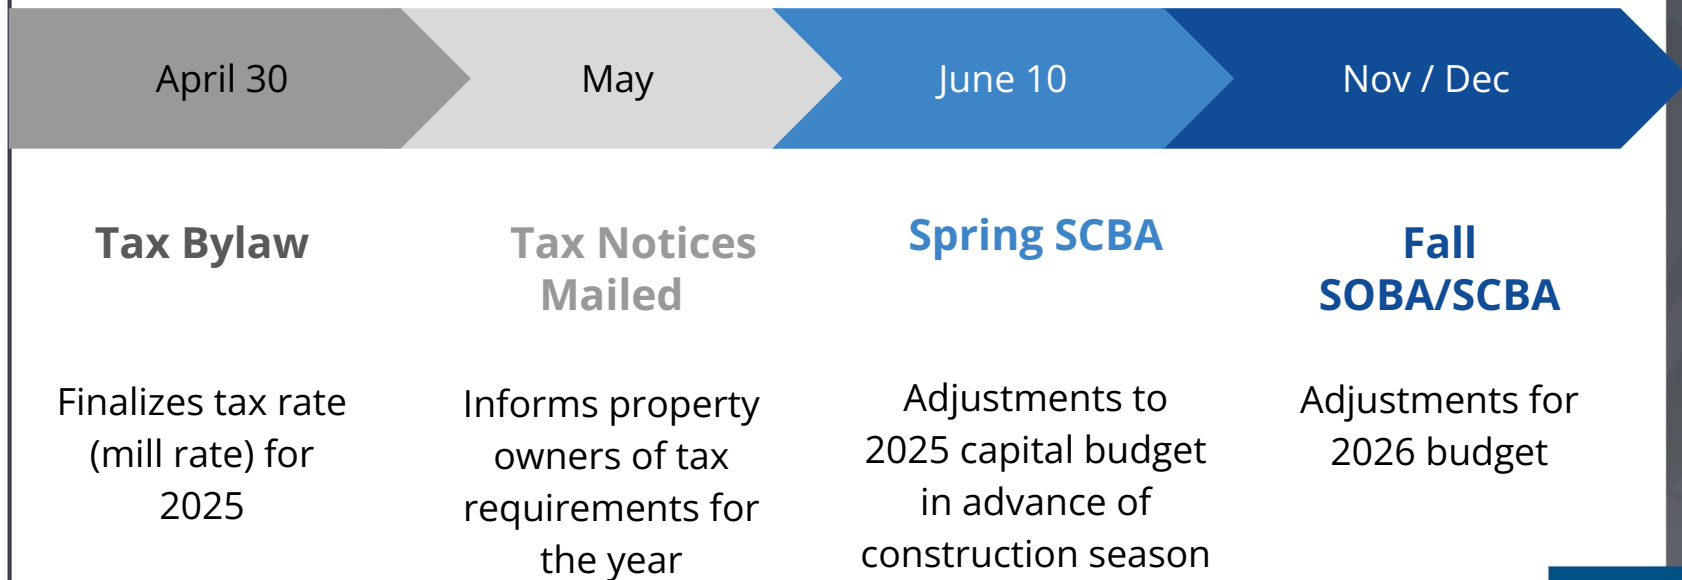 April 30
May
June 10
Nov / Dec
Tax Bylaw
Tax Notices
Mailed
Spring SCBA
Fall
SOBA/SCBA
Finalizes tax rate
(mill rate) for
2025
Informs property
owners of tax
requirements for
the year
Adjustments to
2025 capital budget
in advance of
construction season
Adjustments for
2026 budget